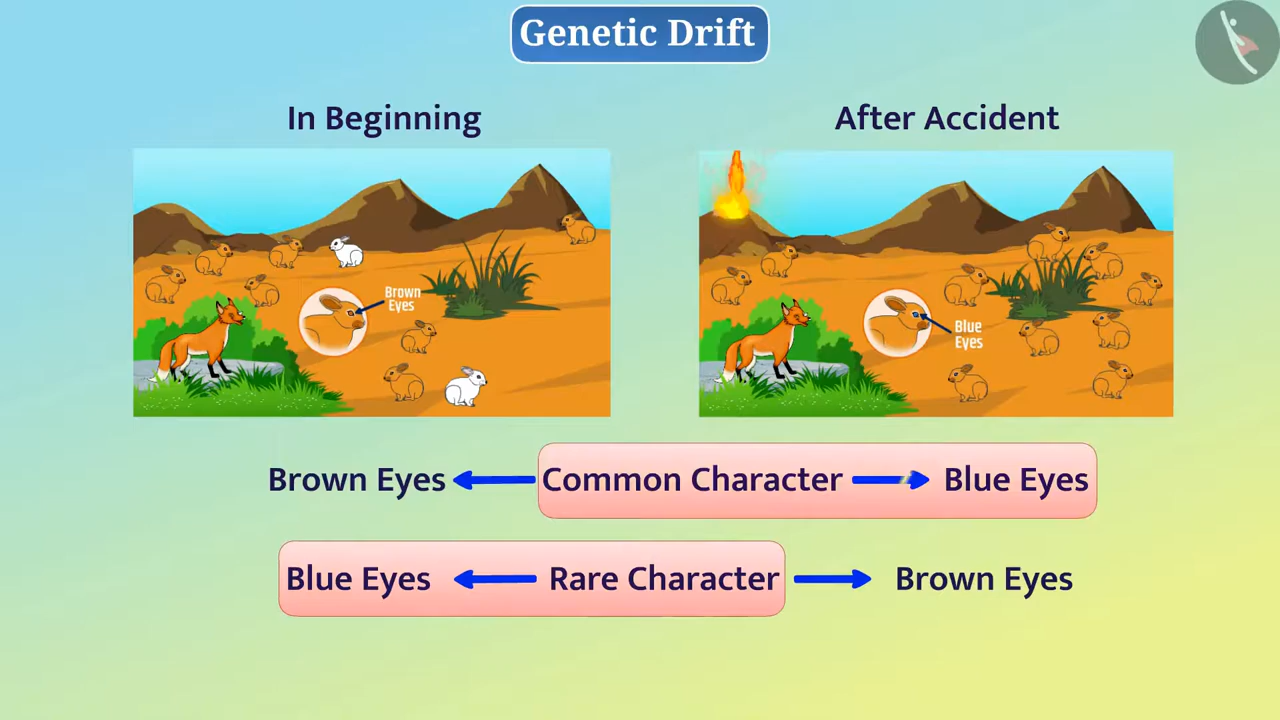 Genetic Drift
In Beginning
After Accident
Brown
Eyes
Blue
Eyes
Brown Eyes Common Character Blue Eyes
Blue Eyes Rare Character Brown Eyes